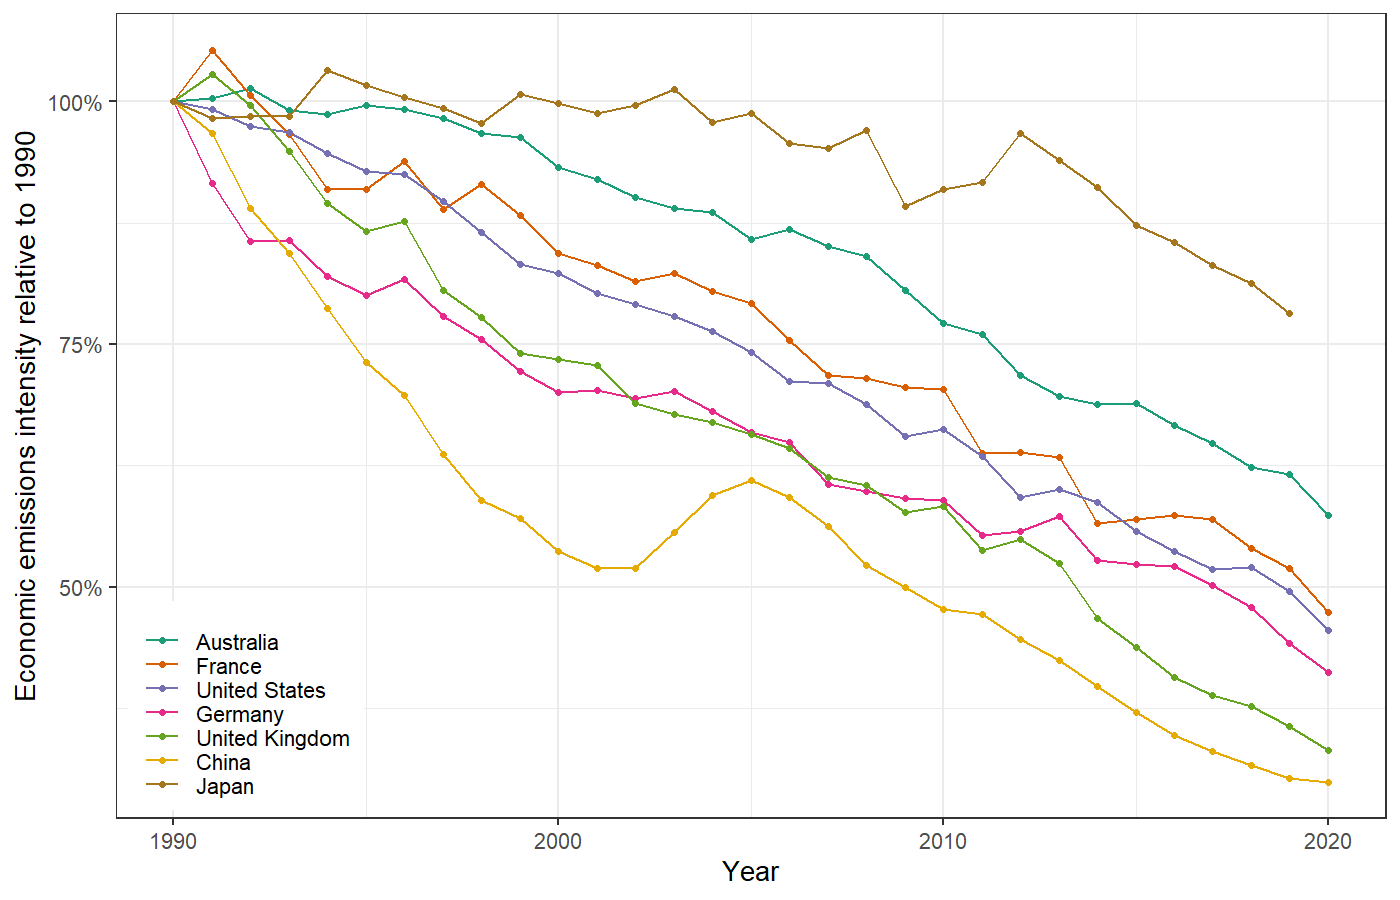 Economic emissions intensity relative to 1990
100%
75%
50%
Australia
France
United States
Germany
United Kingdom
China
Japan
1990 2000 2010 2020
Year